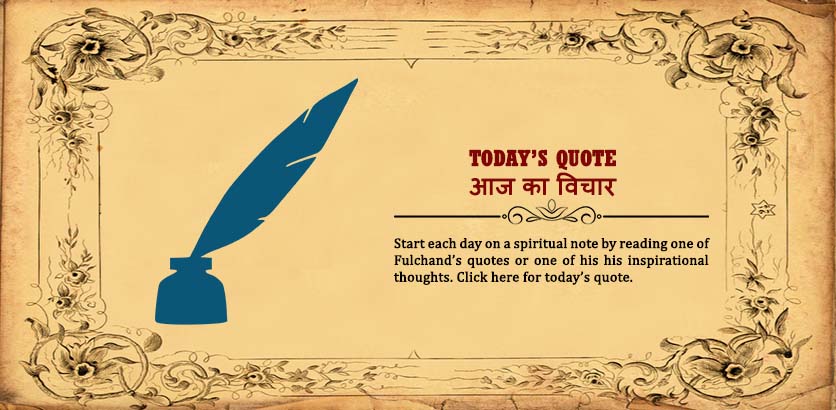 TODAY'S QUOTE
आज का विचार
Start each day on a spiritual note by reading one of
Fulchand's quotes or one of his his inspirational
thoughts. Click here for today's quote.